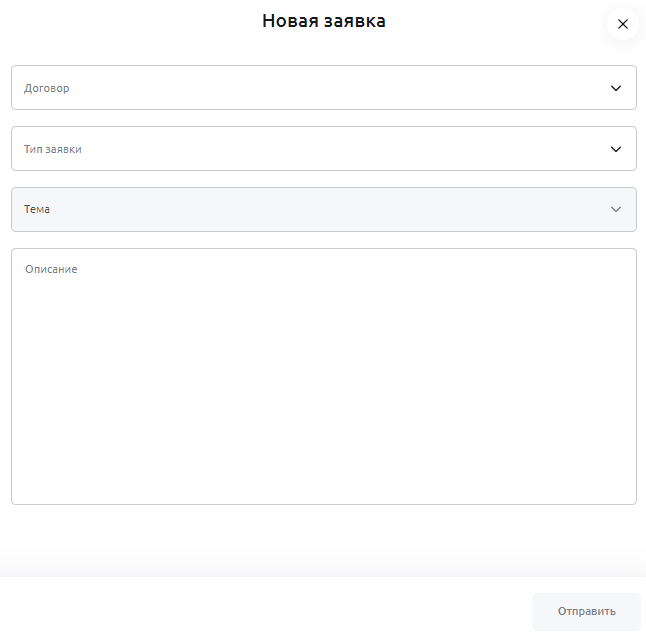 Новая заявка
Договор
Тип заявки
Тема
Описание
Отправить